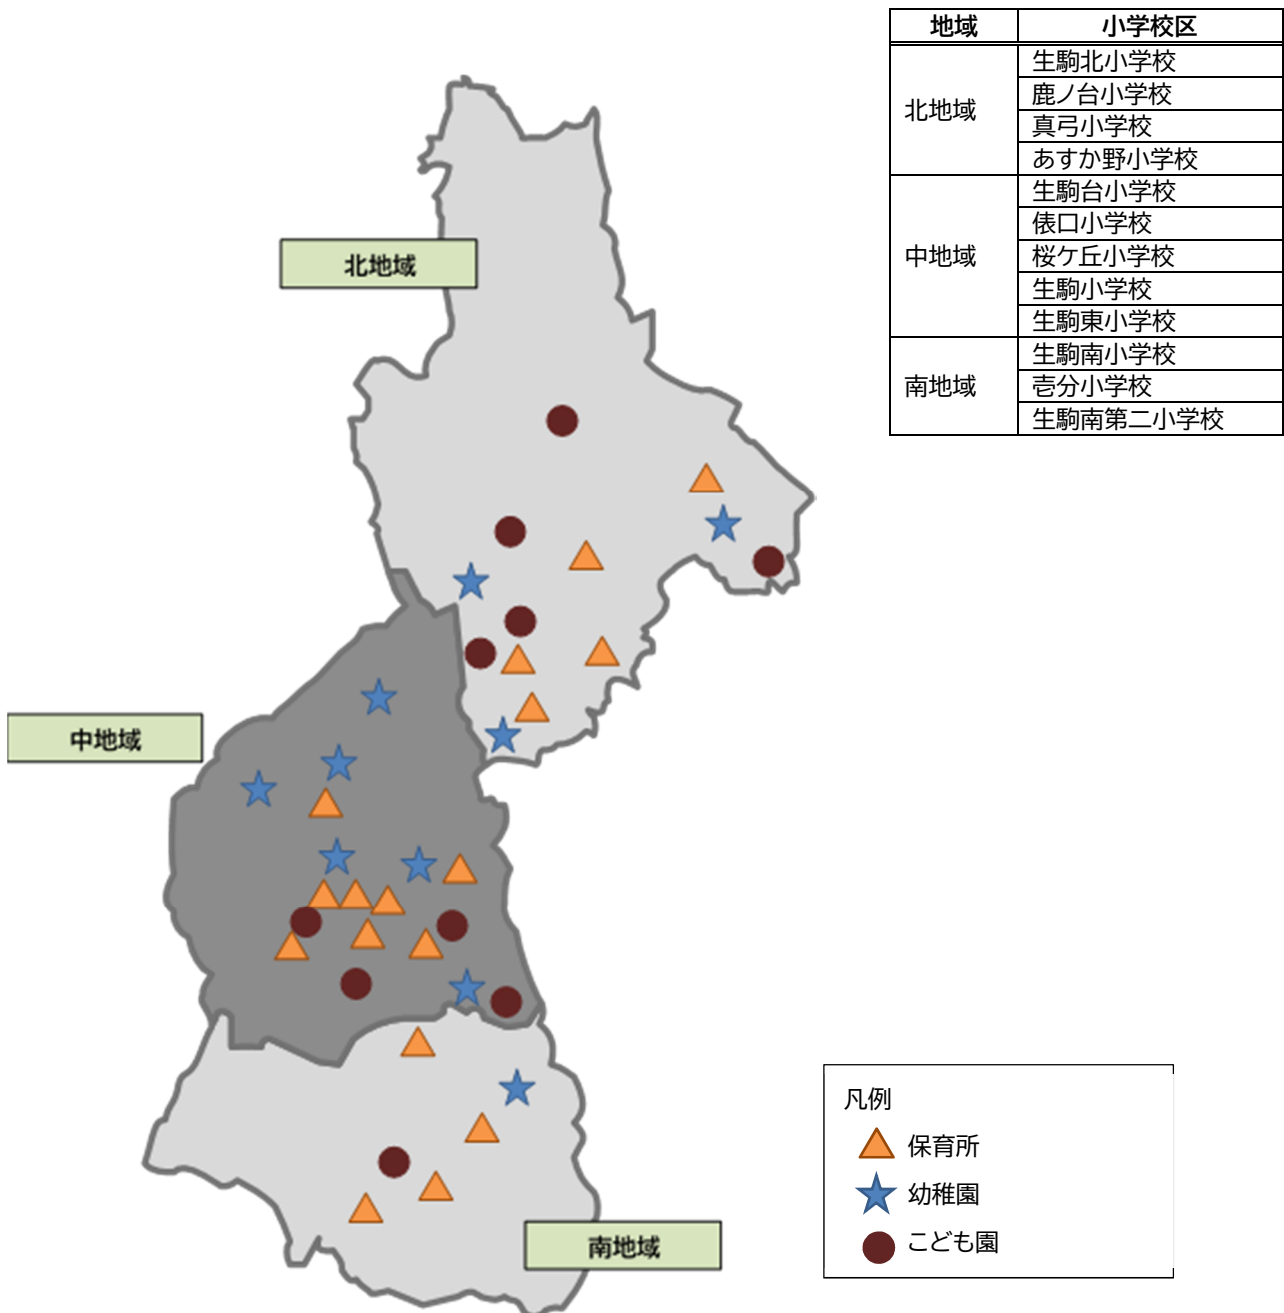 地域 小学校区
北地域 生駒北小学校
鹿ノ台小学校
真弓小学校
あすか野小学校
中地域 生駒台小学校
俵口小学校
桜ケ丘小学校
生駒小学校
生駒東小学校
南地域 生駒南小学校
壱分小学校
生駒南第二小学校
北地域
中地域
南地域
凡例
保育所
幼稚園
こども園